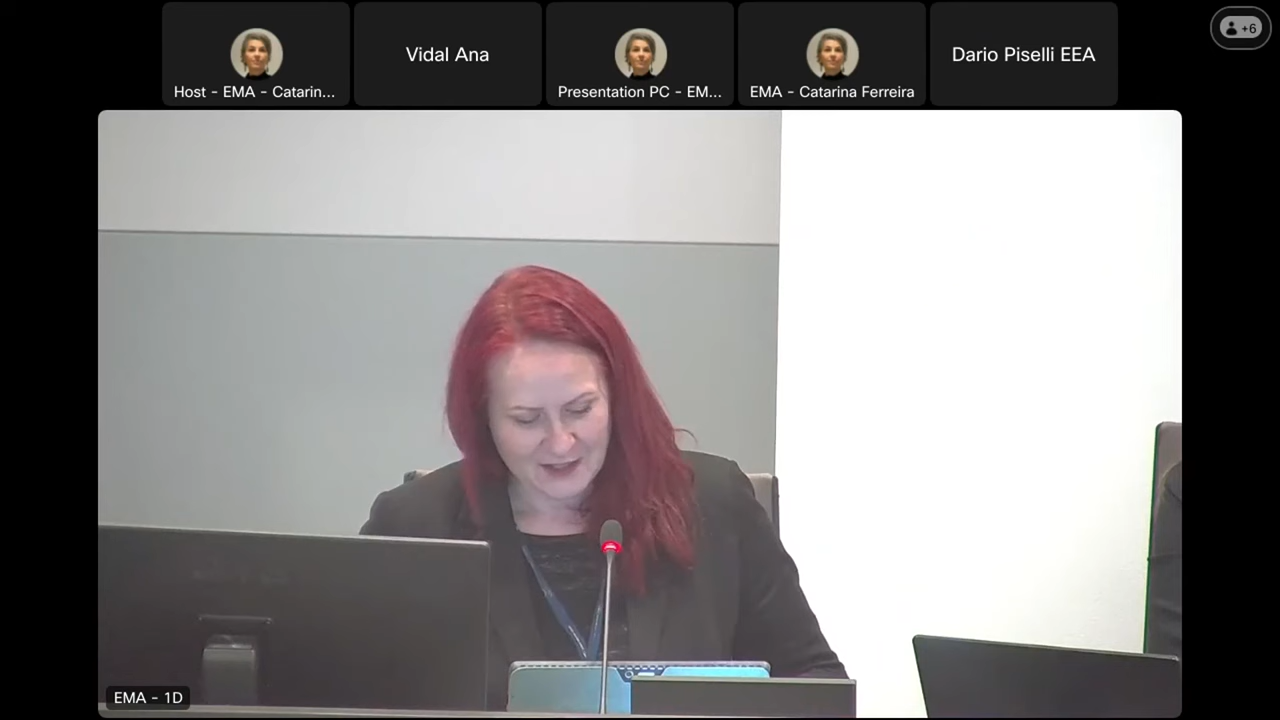 Host - EMA - Catarin...
Vidal Ana
Presentation PC - EM...
EMA - Catarina Ferreira
Dario Piselli EEA
+6
EMA - 1D